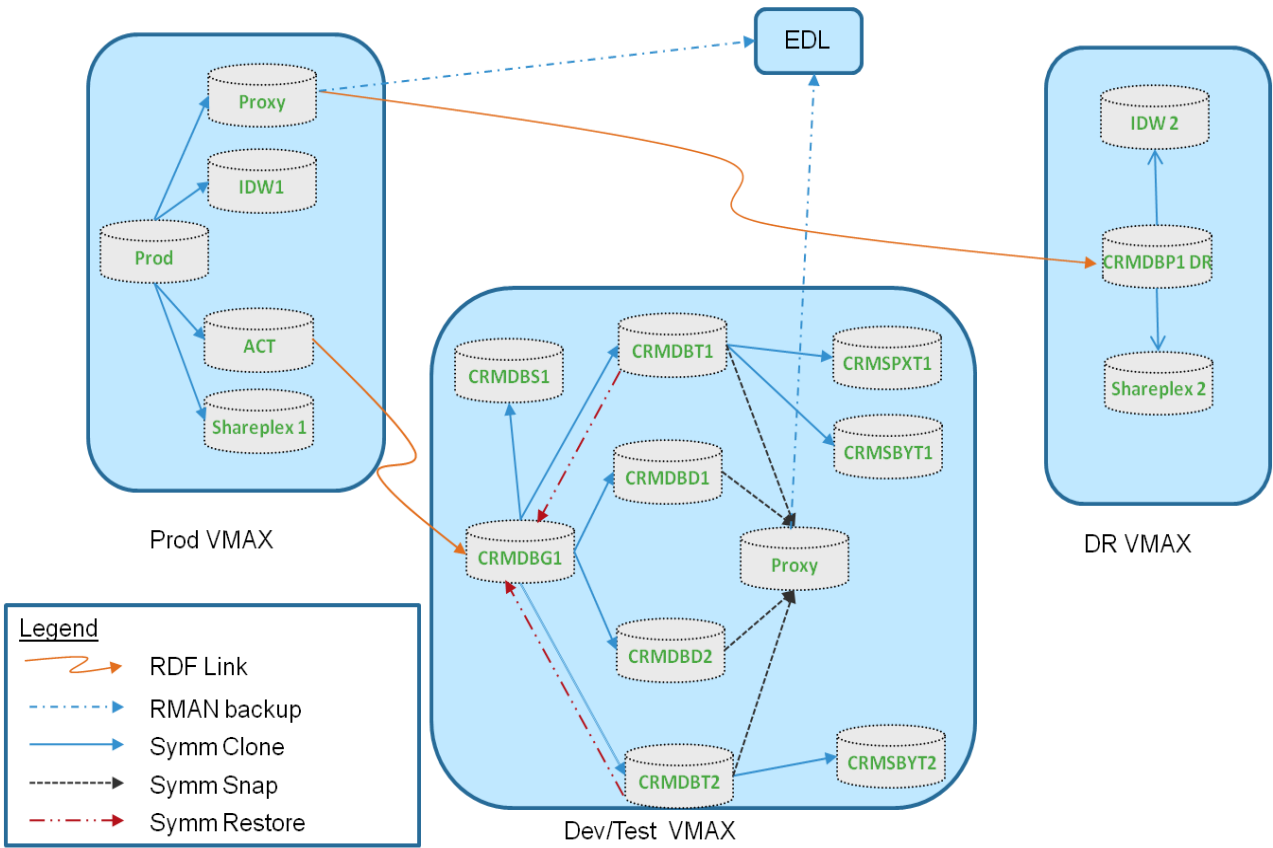 EDL
Proxy
IDW1
Prod
ACT
Shareplex 1
Prod VMAX
IDW 2
CRMDBP1 DR
Shareplex 2
DR VMAX
CRMDBT1
CRMDBS1
CRMSPXT1
CRMSBYT1
CRMDBD1
CRMDBG1
Proxy
CRMDBD2
CRMDBT2
CRMSBYT2
Dev/Test VMAX
Legend
RDF Link
RMAN backup
Symm Clone
Symm Snap
Symm Restore